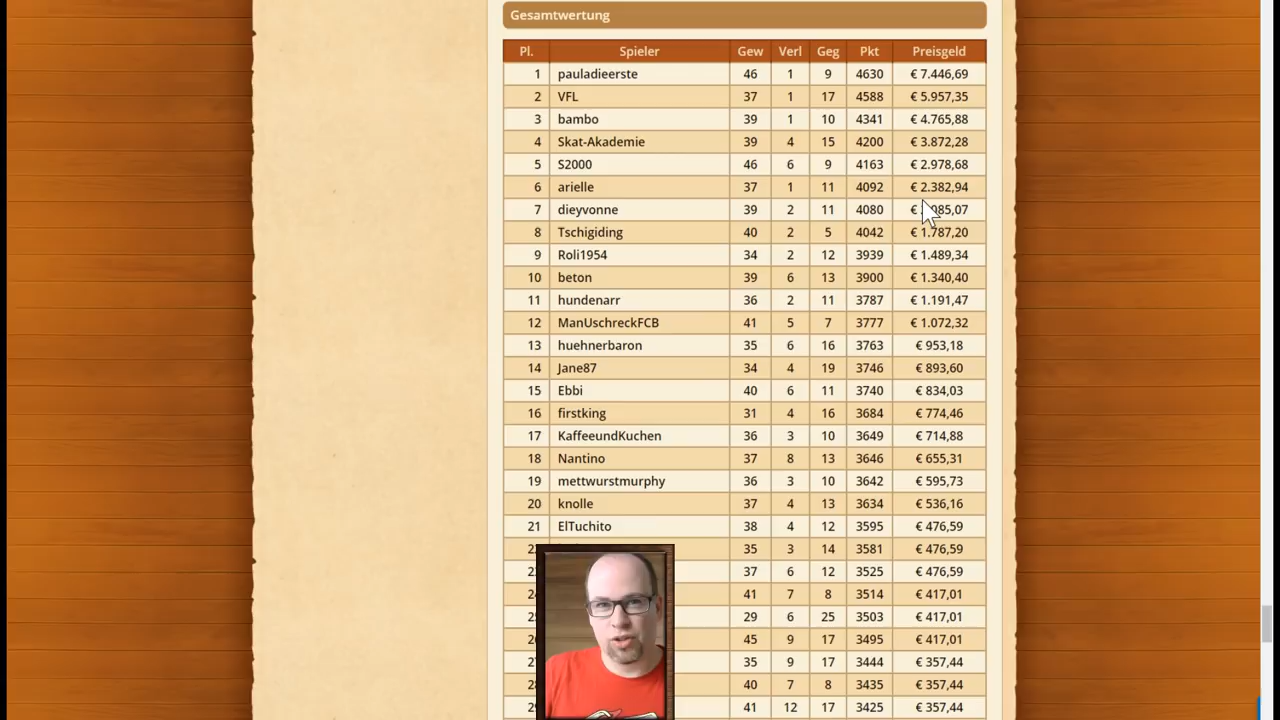 Gesamtwertung
Pl. Spieler Gew Verl Geg Pkt Preisgeld
1 pauladieerste 46 1 9 4630 € 7.446,69
2 VFL 37 1 17 4588 € 5.957,35
3 bambo 39 1 10 4341 € 4.765,88
4 Skat-Akademie 39 4 15 4200 € 3.872,28
5 S2000 46 6 9 4163 € 2.978,68
6 arielle 37 1 11 4092 € 2.382,94
7 dieyvonne 39 2 11 4080 € 085,07
8 Tschigiding 40 2 5 4042 € 1.787,20
9 Roli1954 34 2 12 3939 € 1.489,34
10 beton 39 6 13 3900 € 1.340,40
11 hundenarr 36 2 11 3787 € 1.191,47
12 ManUschreckFCB 41 5 7 3777 € 1.072,32
13 huehnerbaron 35 6 16 3763 € 953,18
14 Jane87 34 4 19 3746 € 893,60
15 Ebbi 40 6 11 3740 € 834,03
16 firstking 31 4 16 3684 € 774,46
17 KaffeeundKuchen 36 3 10 3649 € 714,88
18 Nantino 37 8 13 3646 € 655,31
19 mettwurstmurphy 36 3 10 3642 € 595,73
20 knolle 37 4 13 3634 € 536,16
21 ElTuchito 38 4 12 3595 € 476,59
35 3 14 3581 € 476,59
37 6 12 3525 € 476,59
41 7 8 3514 € 417,01
29 6 25 3503 € 417,01
45 9 17 3495 € 417,01
35 9 17 3444 € 357,44
40 7 8 3435 € 357,44
41 12 17 3425 € 357,44